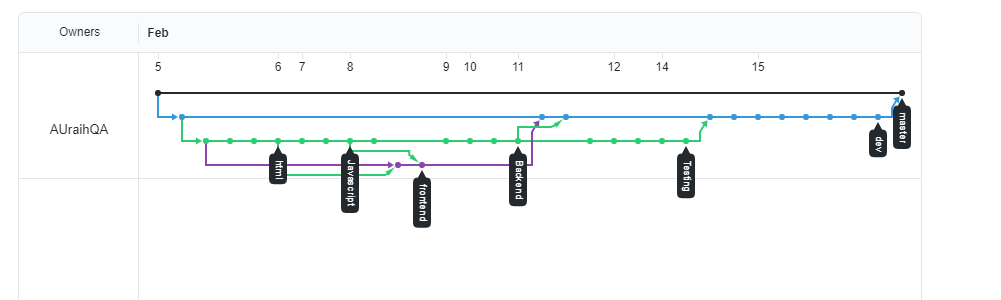 Owners
Feb
5 6 7 8 9 10 11 12 14 15
AUraihQA
master
dev
html
Javascript
Backend
Testing
frontend